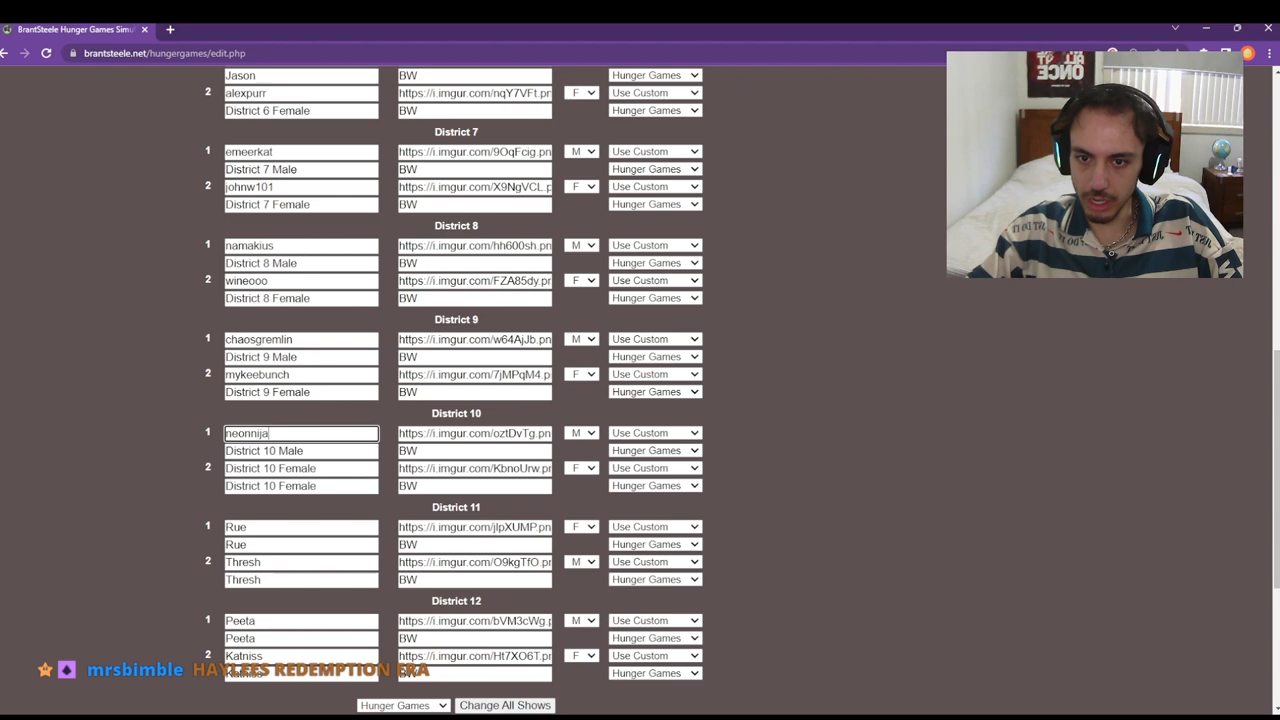 BrantSteele Hunger Games Simu
brantsteele.net/hungergames/edit.php
Jason BW Hunger Games
2 alexpurr https://i.imgur.com/nqY7VFt.pn F Use Custom
District 6 Female BW Hunger Games
District 7
1 emeerkat https://i.imgur.com/9OqFcig.pn M Use Custom
District 7 Male BW Hunger Games
2 johnw101 https://i.imgur.com/X9NgVCL.p F Use Custom
District 7 Female BW Hunger Games
District 8
1 namakius https://i.imgur.com/hh600sh.pn M Use Custom
District 8 Male BW Hunger Games
2 wineooo https://i.imgur.com/FZA85dy.pn F Use Custom
District 8 Female BW Hunger Games
District 9
1 chaosgremlin https://i.imgur.com/w64AjJb.pn M Use Custom
District 9 Male BW Hunger Games
2 mykeebunch https://i.imgur.com/7jMPqM4.p F Use Custom
District 9 Female BW Hunger Games
District 10
1 neonnija https://i.imgur.com/oztDvTg.pn M Use Custom
District 10 Male BW Hunger Games
2 District 10 Female https://i.imgur.com/KbnoUrw.pn F Use Custom
District 10 Female BW Hunger Games
District 11
1 Rue https://i.imgur.com/jIpXUMP.pn F Use Custom
Rue BW Hunger Games
2 Thresh https://i.imgur.com/O9kgTfO.pn M Use Custom
Thresh BW Hunger Games
District 12
1 Peeta https://i.imgur.com/bVM3cWg.p M Use Custom
Peeta BW Hunger Games
2 Katniss https://i.imgur.com/Ht7XO6T.pn F Use Custom
Katniss BW Hunger Games
mrsbimble HAYLEES REDEMPTION ERA
Hunger Games Change All Shows